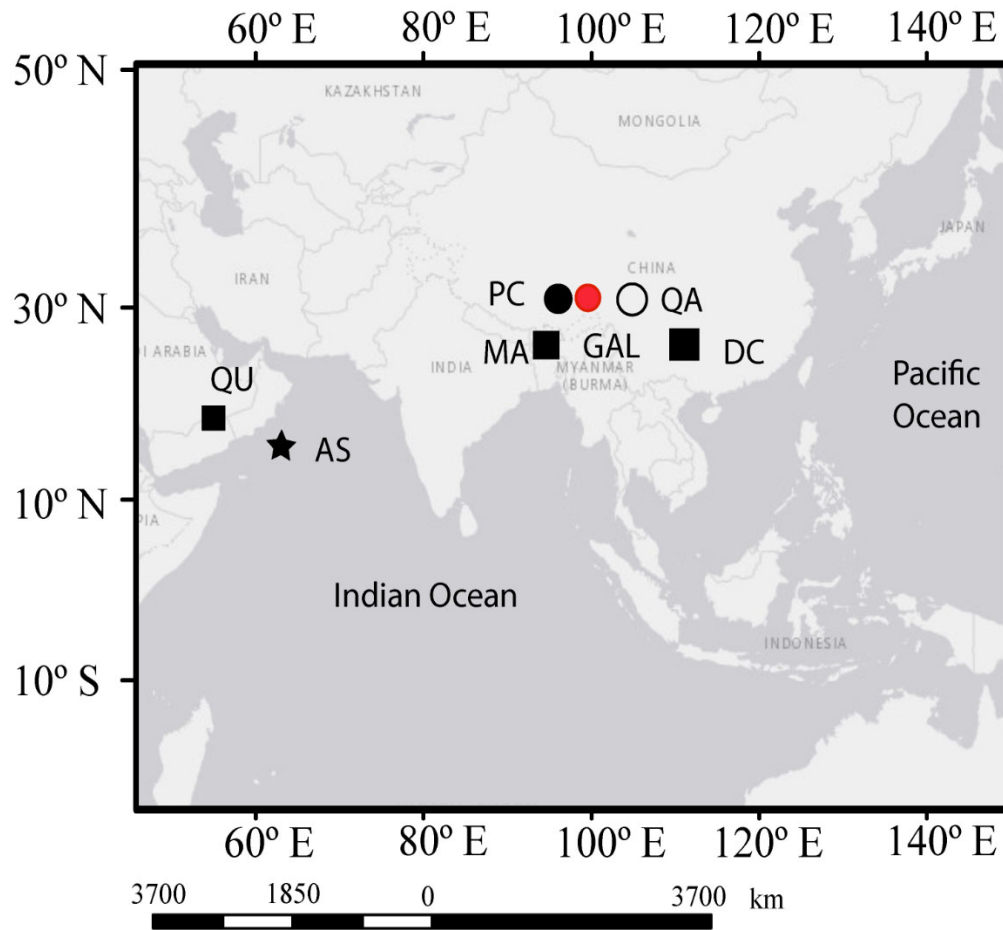 60º E 80º E 100º E 120º E 140º E
50º N
KAZAKHSTAN
MONGOLIA
JAPAN
CHINA
IRAN
PC
QA
30º N
MA
GAL
DC
DI ARABIA
INDIA
MYANMAR
(BURMA)
Pacific
Ocean
QU
AS
10º N
PIA
Indian Ocean
INDONESIA
10º S
60º E 80º E 100º E 120º E 140º E
3700 1850 0 3700 km